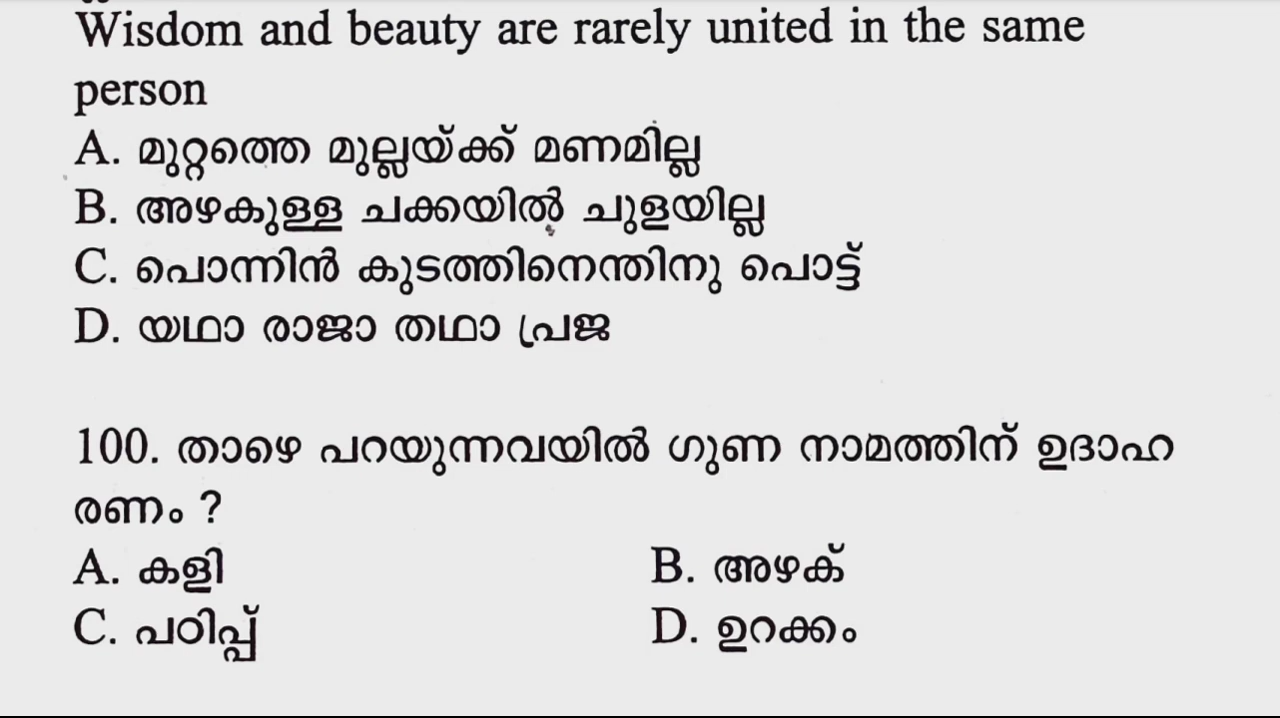 Wisdom and beauty are rarely united in the same
person
A. മുറ്റത്തെ മുല്ലയ്ക്ക് മണമില്ല
B. അഴകുള്ള ചക്കയിൽ ചുളയില്ല
C. പൊന്നിൻ കുടത്തിനെന്തിനു പൊട്ട്
D. യഥാ രാജാ തഥാ പ്രജ
100. താഴെ പറയുന്നവയിൽ ഗുണ നാമത്തിന് ഉദാഹ
രണം ?
A. കളി B. അഴക്
C. പഠിപ്പ് D. ഉറക്കം